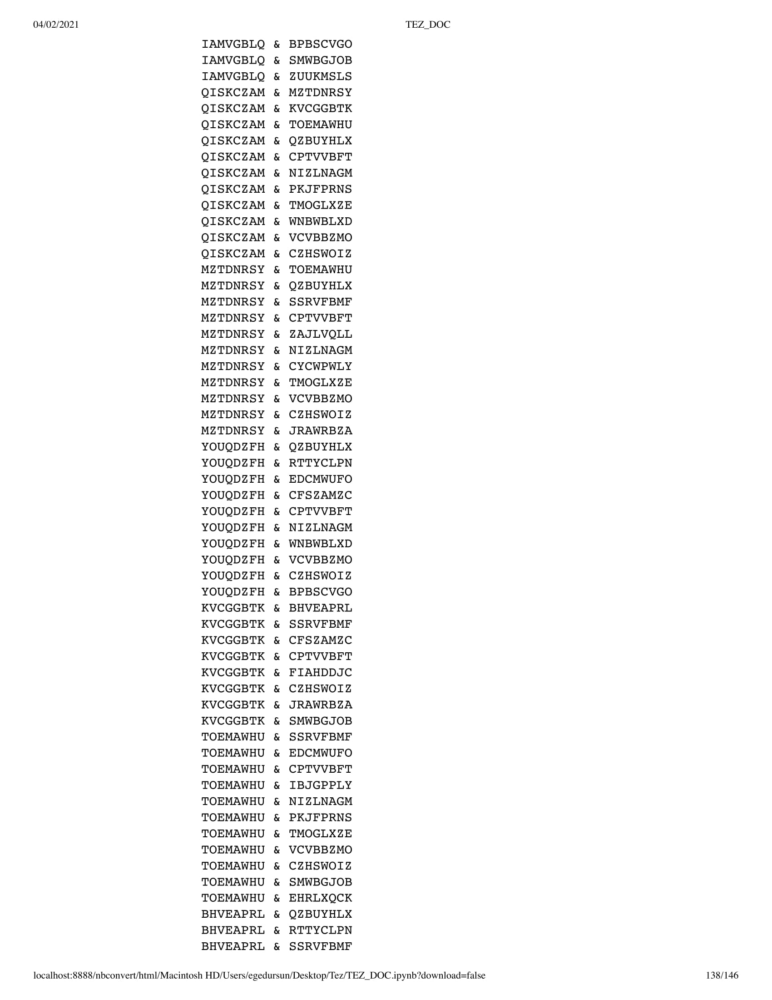 04/02/2021 TEZ_DOC
IAMVGBLQ & BPBSCVGO
IAMVGBLQ & SMWBGJOB
IAMVGBLQ & ZUUKMSLS
QISKCZAM & MZTDNRSY
QISKCZAM & KVCGGBTK
QISKCZAM & TOEMAWHU
QISKCZAM & QZBUYHLX
QISKCZAM & CPTVVBFT
QISKCZAM & NIZLNAGM
QISKCZAM & PKJFPRNS
QISKCZAM & TMOGLXZE
QISKCZAM & WNBWBLXD
QISKCZAM & VCVBBZMO
QISKCZAM & CZHSWOIZ
MZTDNRSY & TOEMAWHU
MZTDNRSY & QZBUYHLX
MZTDNRSY & SSRVFBMF
MZTDNRSY & CPTVVBFT
MZTDNRSY & ZAJLVQLL
MZTDNRSY & NIZLNAGM
MZTDNRSY & CYCWPWLY
MZTDNRSY & TMOGLXZE
MZTDNRSY & VCVBBZMO
MZTDNRSY & CZHSWOIZ
MZTDNRSY & JRAWRBZA
YOUQDZFH & QZBUYHLX
YOUQDZFH & RTTYCLPN
YOUQDZFH & EDCMWUFO
YOUQDZFH & CFSZAMZC
YOUQDZFH & CPTVVBFT
YOUQDZFH & NIZLNAGM
YOUQDZFH & WNBWBLXD
YOUQDZFH & VCVBBZMO
YOUQDZFH & CZHSWOIZ
YOUQDZFH & BPBSCVGO
KVCGGBTK & BHVEAPRL
KVCGGBTK & SSRVFBMF
KVCGGBTK & CFSZAMZC
KVCGGBTK & CPTVVBFT
KVCGGBTK & FIAHDDJC
KVCGGBTK & CZHSWOIZ
KVCGGBTK & JRAWRBZA
KVCGGBTK & SMWBGJOB
TOEMAWHU & SSRVFBMF
TOEMAWHU & EDCMWUFO
TOEMAWHU & CPTVVBFT
TOEMAWHU & IBJGPPLY
TOEMAWHU & NIZLNAGM
TOEMAWHU & PKJFPRNS
TOEMAWHU & TMOGLXZE
TOEMAWHU & VCVBBZMO
TOEMAWHU & CZHSWOIZ
TOEMAWHU & SMWBGJOB
TOEMAWHU & EHRLXQCK
BHVEAPRL & QZBUYHLX
BHVEAPRL & RTTYCLPN
BHVEAPRL & SSRVFBMF
localhost:8888/nbconvert/html/Macintosh HD/Users/egedursun/Desktop/Tez/TEZ_DOC.ipynb?download=false 138/146